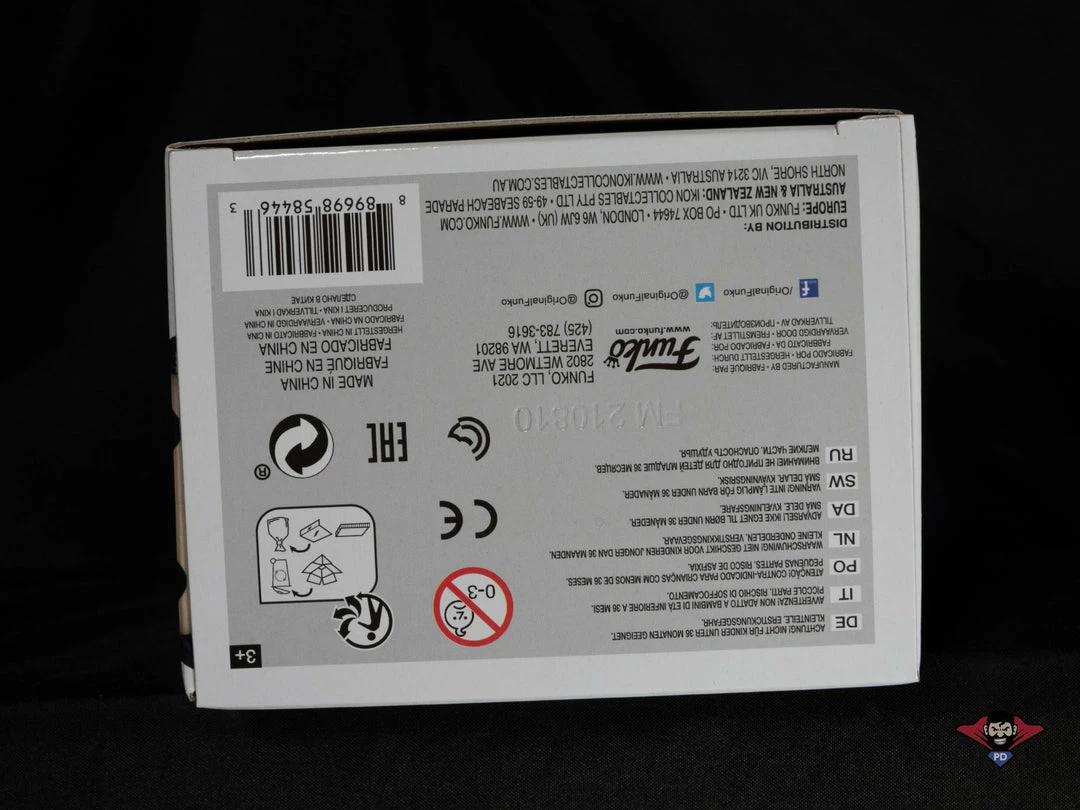 3+
DE
ACHTUNG! NICHT FÜR KINDER UNTER 36 MONATEN GEEIGNET.
KLEINTEILE. ERSTICKUNGSGEFAHR.
IT
AVVERTENZA! NON ADATTO A BAMBINI DI ETÀ INFERIORE A 36 MESI.
PICCOLE PARTI. RISCHIO DI SOFFOCAMENTO.
PO
ATENÇÃO! CONTRA-INDICADO PARA CRIANÇAS COM MENOS DE 36 MESES.
PEQUENAS PARTES. RISCO DE ASFIXIA.
NL
WAARSCHUWING! NIET GESCHIKT VOOR KINDEREN JONGER DAN 36 MAANDEN.
KLEINE ONDERDELEN. VERSTIKKINGSGEVAAR.
DA
ADVARSEL! IKKE EGNET TIL BØRN UNDER 36 MÅNEDER.
SMÅ DELE. KVÆLNINGSFARE.
SW
VARNING! INTE LÄMPLIG FÖR BARN UNDER 36 MÅNADER.
SMÅ DELAR. KVÄVNINGSRISK.
RU
ВНИМАНИЕ! НЕ ПРИГОДНО ДЛЯ ДЕТЕЙ МЛАДШЕ 36 МЕСЯЦЕВ.
МЕЛКИЕ ЧАСТИ. ОПАСНОСТЬ УДУШЬЯ.
0-3
CE
EAC
®
FM 210810
MANUFACTURED BY • FABRIQUÉ PAR:
FABRICADO POR • HERGESTELLT DURCH:
FABBRICATO DA • FABRICADO POR:
VERVAARDIGD DOOR • FREMSTILLET AF:
TILLVERKAD AV • ПРОИЗВОДИТЕЛЬ:
Funko
www.funko.com
FUNKO, LLC 2021
2802 WETMORE AVE
EVERETT, WA 98201
(425) 783-3616
MADE IN CHINA
FABRIQUÉ EN CHINE
FABRICADO EN CHINA
HERGESTELLT IN CHINA • FABBRICATO IN CINA
FABRICADO NA CHINA • VERVAARDIGD IN CHINA
PRODUCERET I KINA • TILLVERKAD I KINA
СДЕЛАНО В КИТАЕ
/OriginalFunko
@OriginalFunko
@OriginalFunko
DISTRIBUTION BY:
EUROPE: FUNKO UK LTD • PO BOX 74644 • LONDON, W6 6JW (UK) • WWW.FUNKO.COM
AUSTRALIA & NEW ZEALAND: IKON COLLECTABLES PTY LTD • 49-59 SEABEACH PARADE
NORTH SHORE, VIC 3214 AUSTRALIA • WWW.IKONCOLLECTABLES.COM.AU
8 89698 58446 3
PD